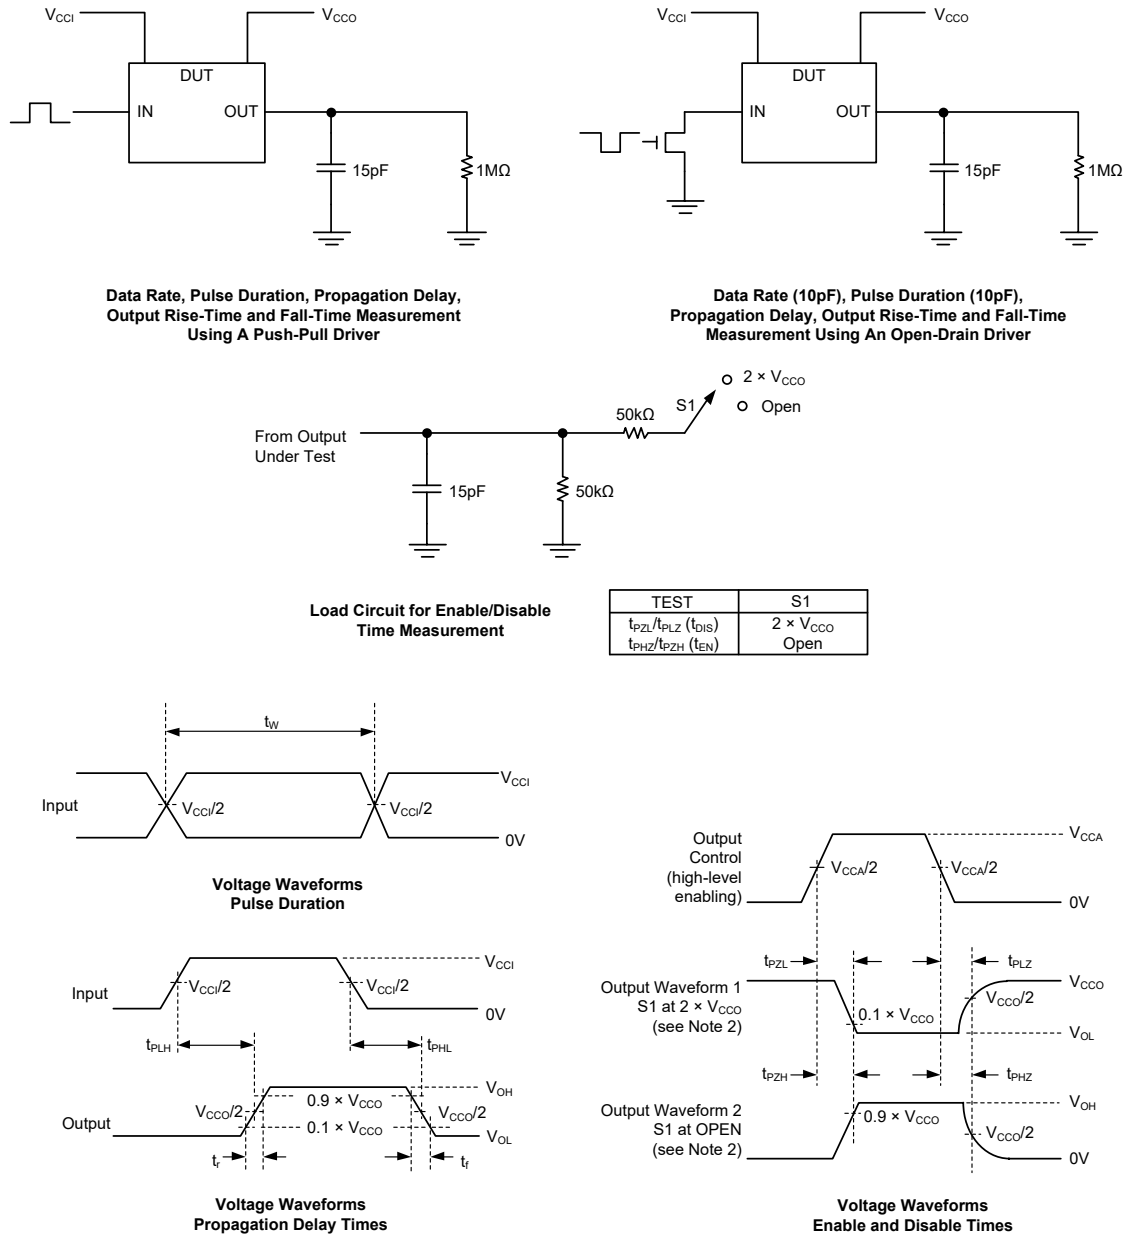 VCCI
VCCO
DUT
IN
OUT
15pF
1MΩ
Data Rate, Pulse Duration, Propagation Delay,
Output Rise-Time and Fall-Time Measurement
Using A Push-Pull Driver
VCCI
VCCO
DUT
IN
OUT
15pF
1MΩ
Data Rate (10pF), Pulse Duration (10pF),
Propagation Delay, Output Rise-Time and Fall-Time
Measurement Using An Open-Drain Driver
2 × VCCO
S1
Open
50kΩ
From Output
Under Test
15pF
50kΩ
Load Circuit for Enable/Disable
Time Measurement
TEST S1
tPZL/tPLZ (tDIS) 2 × VCCO
tPHZ/tPZH (tEN) Open
tW
VCCI
Input
VCCI/2
VCCI/2
0V
Voltage Waveforms
Pulse Duration
VCCI
Input
VCCI/2
VCCI/2
0V
tPLH
tPHL
VOH
0.9 × VCCO
VCCO/2
VCCO/2
Output
0.1 × VCCO
VOL
tr
tf
Voltage Waveforms
Propagation Delay Times
Output
Control
(high-level
enabling)
VCCA
VCCA/2
VCCA/2
0V
tPZL
tPLZ
Output Waveform 1
S1 at 2 × VCCO
(see Note 2)
VCCO
VCCO/2
0.1 × VCCO
VOL
tPZH
tPHZ
Output Waveform 2
S1 at OPEN
(see Note 2)
VOH
0.9 × VCCO
VCCO/2
0V
Voltage Waveforms
Enable and Disable Times